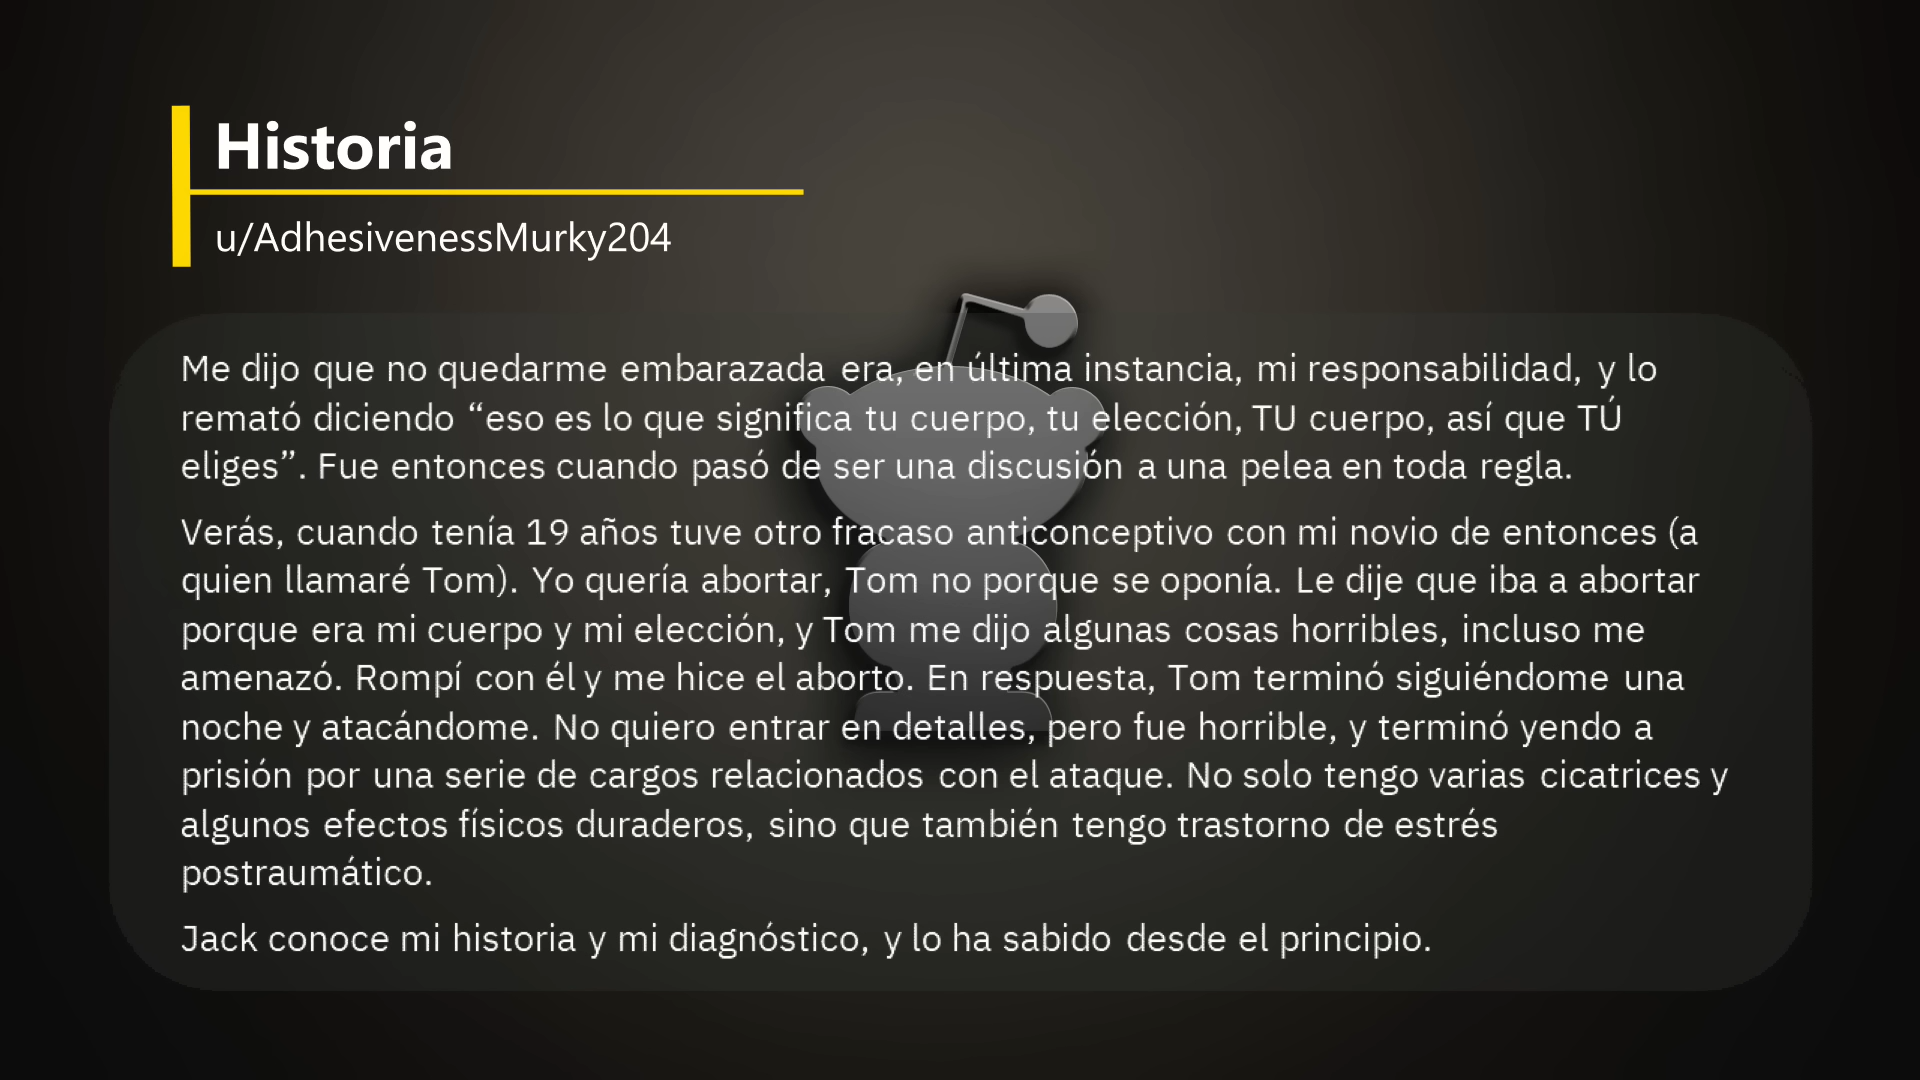 Historia
u/AdhesivenessMurky204
Me dijo que no quedarme embarazada era, en última instancia, mi responsabilidad, y lo
remató diciendo “eso es lo que significa tu cuerpo, tu elección, TU cuerpo, así que TÚ
eliges”. Fue entonces cuando pasó de ser una discusión a una pelea en toda regla.
Verás, cuando tenía 19 años tuve otro fracaso anticonceptivo con mi novio de entonces (a
quien llamaré Tom). Yo quería abortar, Tom no porque se oponía. Le dije que iba a abortar
porque era mi cuerpo y mi elección, y Tom me dijo algunas cosas horribles, incluso me
amenazó. Rompí con él y me hice el aborto. En respuesta, Tom terminó siguiéndome una
noche y atacándome. No quiero entrar en detalles, pero fue horrible, y terminó yendo a
prisión por una serie de cargos relacionados con el ataque. No solo tengo varias cicatrices y
algunos efectos físicos duraderos, sino que también tengo trastorno de estrés
postraumático.
Jack conoce mi historia y mi diagnóstico, y lo ha sabido desde el principio.